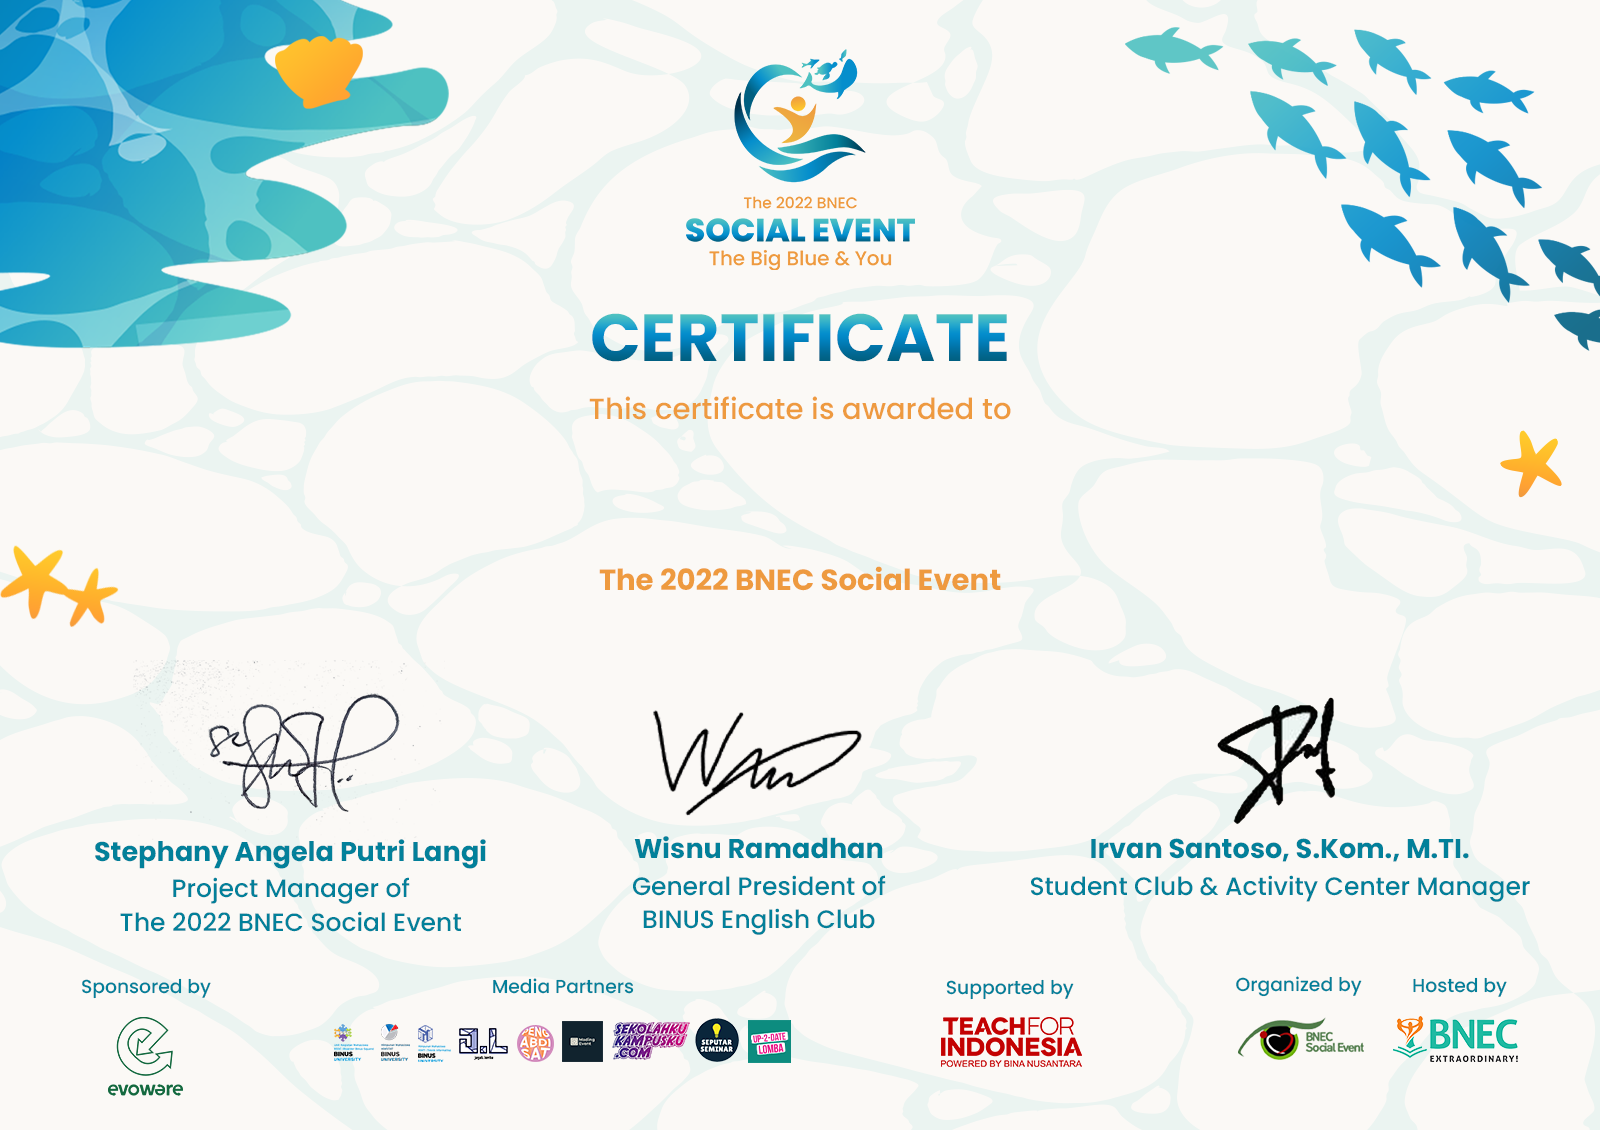 The 2022 BNEC
SOCIAL EVENT
The Big Blue & You
CERTIFICATE
This certificate is awarded to
The 2022 BNEC Social Event
Stephany Angela Putri Langi
Project Manager of
The 2022 BNEC Social Event
Wisnu Ramadhan
General President of
BINUS English Club
Irvan Santoso, S.Kom., M.TI.
Student Club & Activity Center Manager
Sponsored by
evoware
Media Partners
BINUS
UNIVERSITY
BINUS
UNIVERSITY
BINUS
UNIVERSITY
PENG
ABDI
SAT
Mading
Event
SEKOLAHKU
KAMPUSKU
.COM
SEPUTAR
SEMINAR
UP-2-DATE
LOMBA
Supported by
TEACH FOR
INDONESIA
POWERED BY BINA NUSANTARA
Organized by
BNEC
Social Event
Hosted by
BNEC
EXTRAORDINARY!